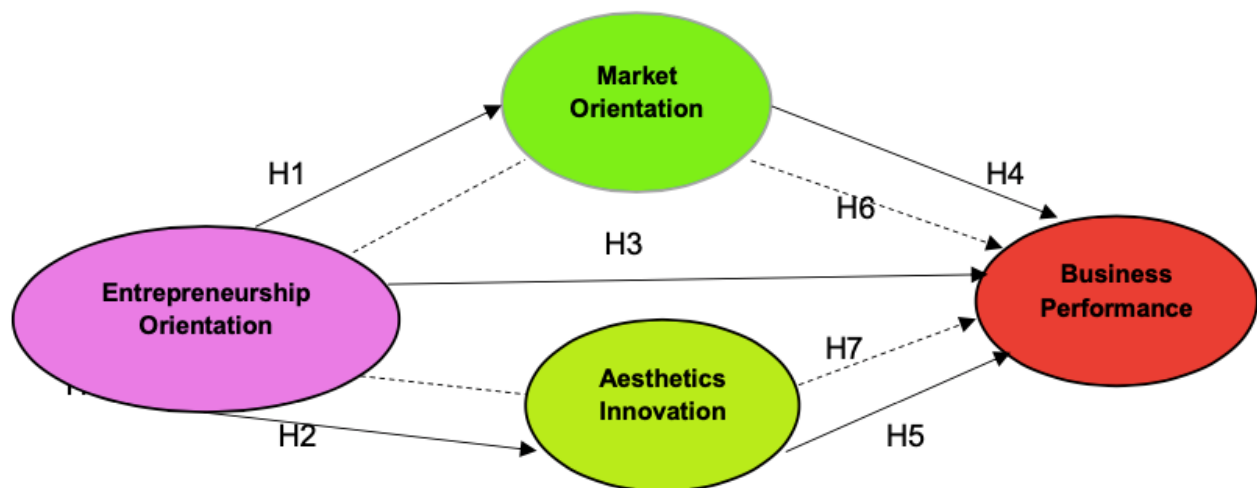 Market
Orientation
H1
H4
H6
H3
Entrepreneurship
Orientation
Business
Performance
H7
Aesthetics
Innovation
H2
H5